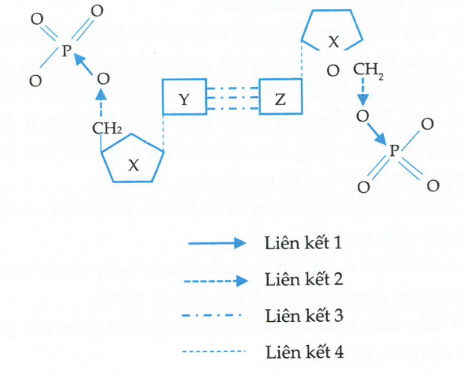 O
O
P
O
O
CH2
X
Y
Z
X
O CH2
O
P
O
O
O
Liên kết 1
Liên kết 2
Liên kết 3
Liên kết 4